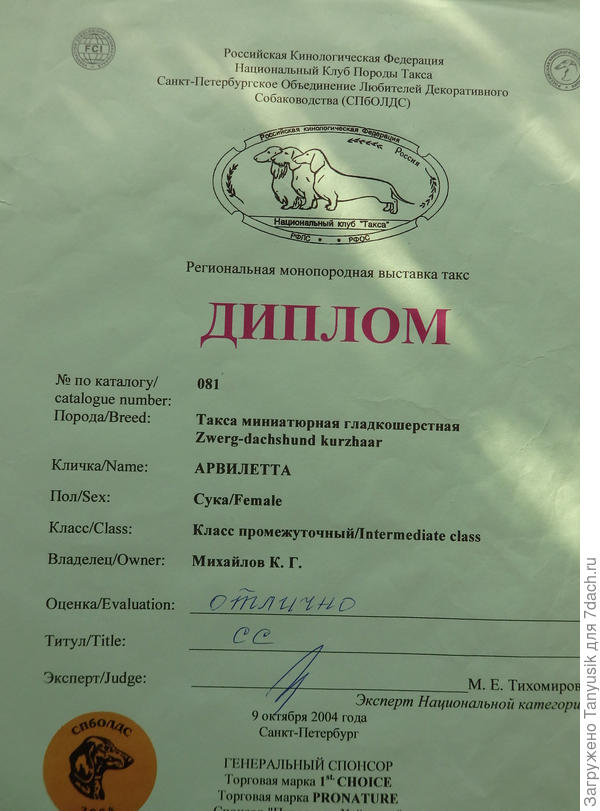 FCI
Российская Кинологическая Федерация
Национальный Клуб Породы Такса
Санкт-Петербургское Объединение Любителей Декоративного
Собаководства (СПбОЛДС)
Российская кинологическая Федерация
Россия
Национальный клуб "Такса"
РФЛС * * РФОС
Региональная монопородная выставка такс
ДИПЛОМ
№ по каталогу/ 081
catalogue number:
Порода/Breed: Такса миниатюрная гладкошерстная
Zwerg-dachshund kurzhaar
Кличка/Name: АРВИЛЕТТА
Пол/Sex: Сука/Female
Класс/Class: Класс промежуточный/Intermediate class
Владелец/Owner: Михайлов К. Г.
Оценка/Evaluation: отлично
Титул/Title: СС
Эксперт/Judge: М. Е. Тихомиров
Эксперт Национальной категори
9 октября 2004 года
Санкт-Петербург
СПбОЛДС
ГЕНЕРАЛЬНЫЙ СПОНСОР
Торговая марка 1st CHOICE
Торговая марка PRONATURE
Загружено Tanyusik для 7dach.ru